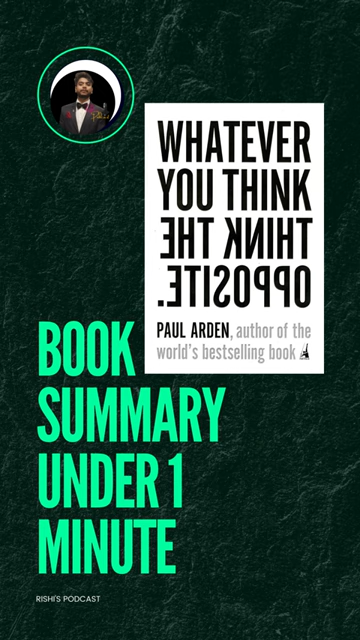 WHATEVER
YOU THINK
THINK THE
OPPOSITE.
PAUL ARDEN, author of the
world's bestselling book
BOOK
SUMMARY
UNDER 1
MINUTE
RISHI'S PODCAST